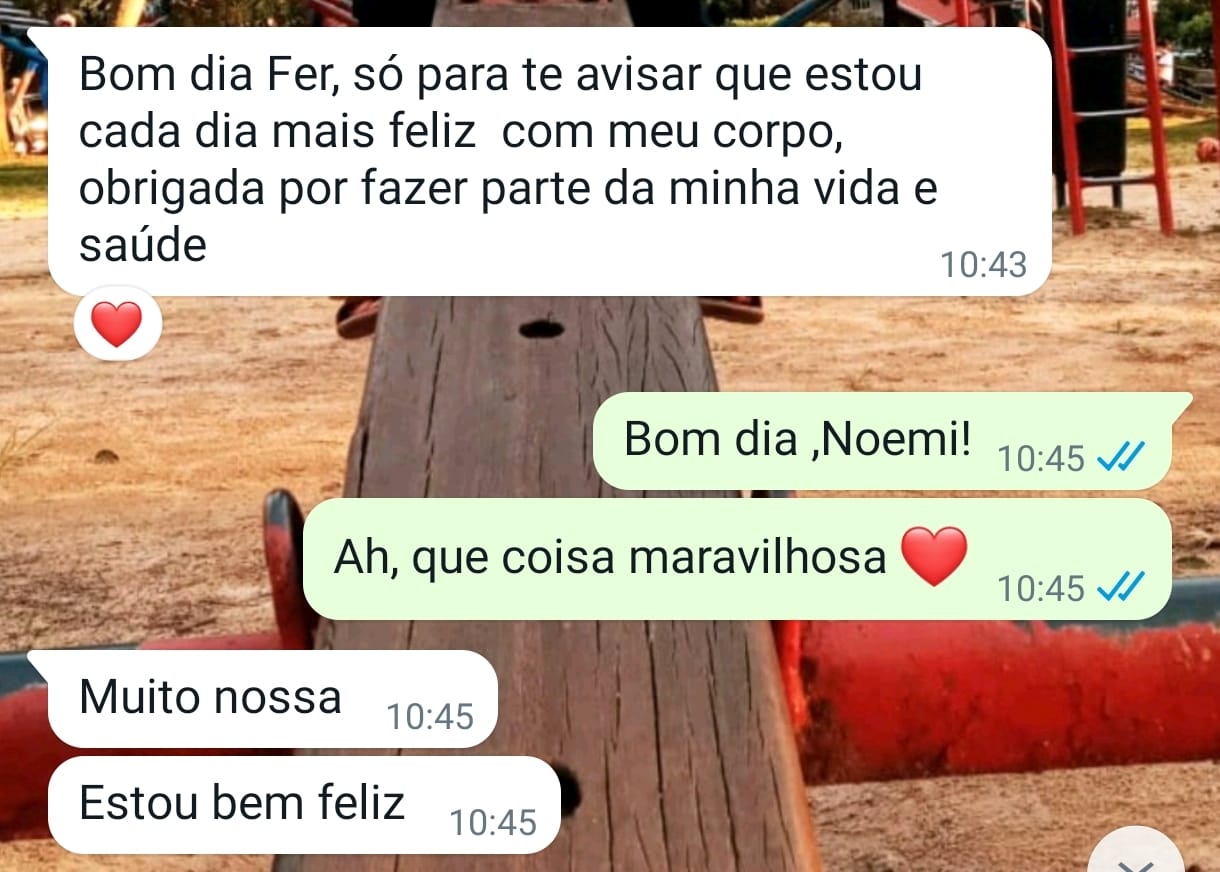 Bom dia Fer, só para te avisar que estou
cada dia mais feliz  com meu corpo,
obrigada por fazer parte da minha vida e
saúde
10:43
Bom dia ,Noemi!
10:45
Ah, que coisa maravilhosa ❤️
10:45
Muito nossa
10:45
Estou bem feliz
10:45